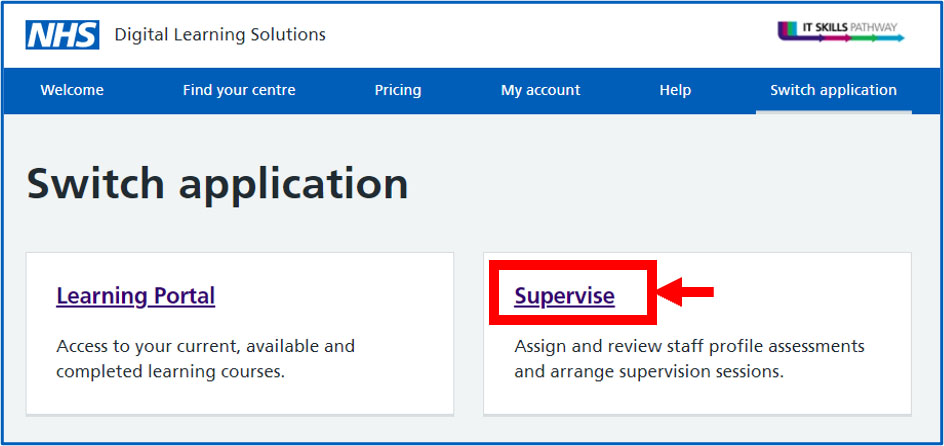 NHS Digital Learning Solutions
IT SKILLS PATHWAY
Welcome Find your centre Pricing My account Help Switch application
Switch application
Learning Portal
Access to your current, available and
completed learning courses.
Supervise
Assign and review staff profile assessments
and arrange supervision sessions.